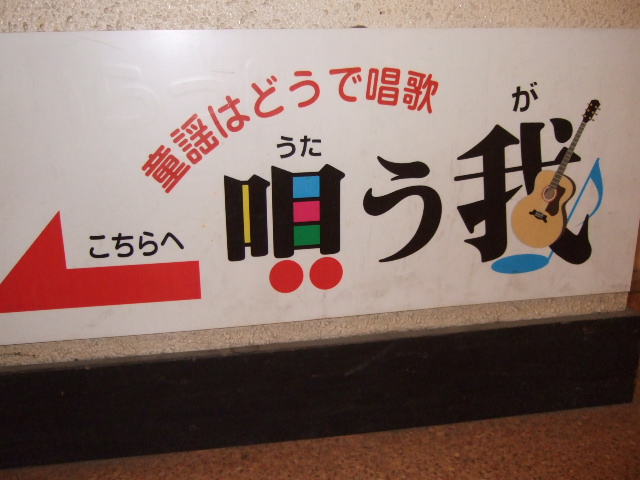 童謡はどうで唱歌
うた が
唄う我
こちらへ